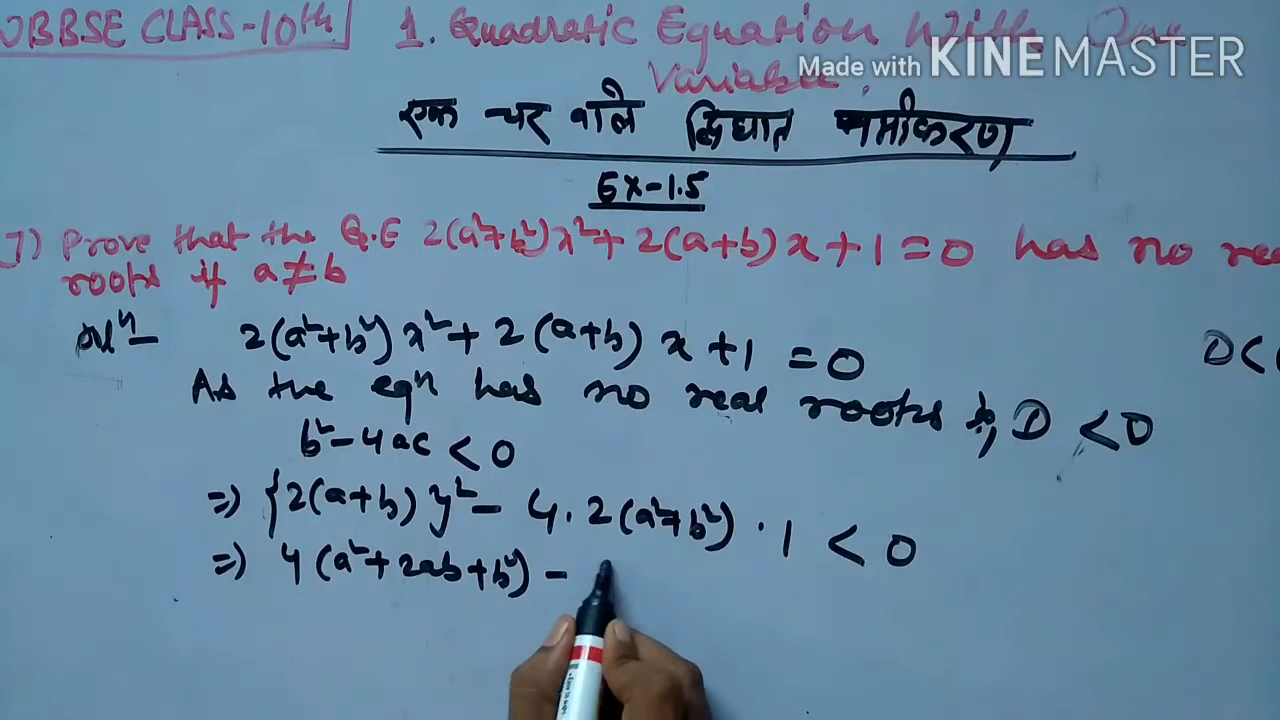 WBBSE CLASS-10th 1. Quadratic Equation With One
Variable.
Made with KINEMASTER
एक चर वाले द्विघात समीकरण
Ex-1.5
J) Prove that the Q.E 2(a²+b²)x²+2(a+b)x+1=0 has no rea
roots if a≠b
Solⁿ- 2(a²+b²)x²+2(a+b)x+1=0
D<
As the eqⁿ has no real roots so, D<0
b²-4ac<0
=) {2(a+b)}²-4.2(a²+b²).1<0
=) 4(a²+2ab+b²)-